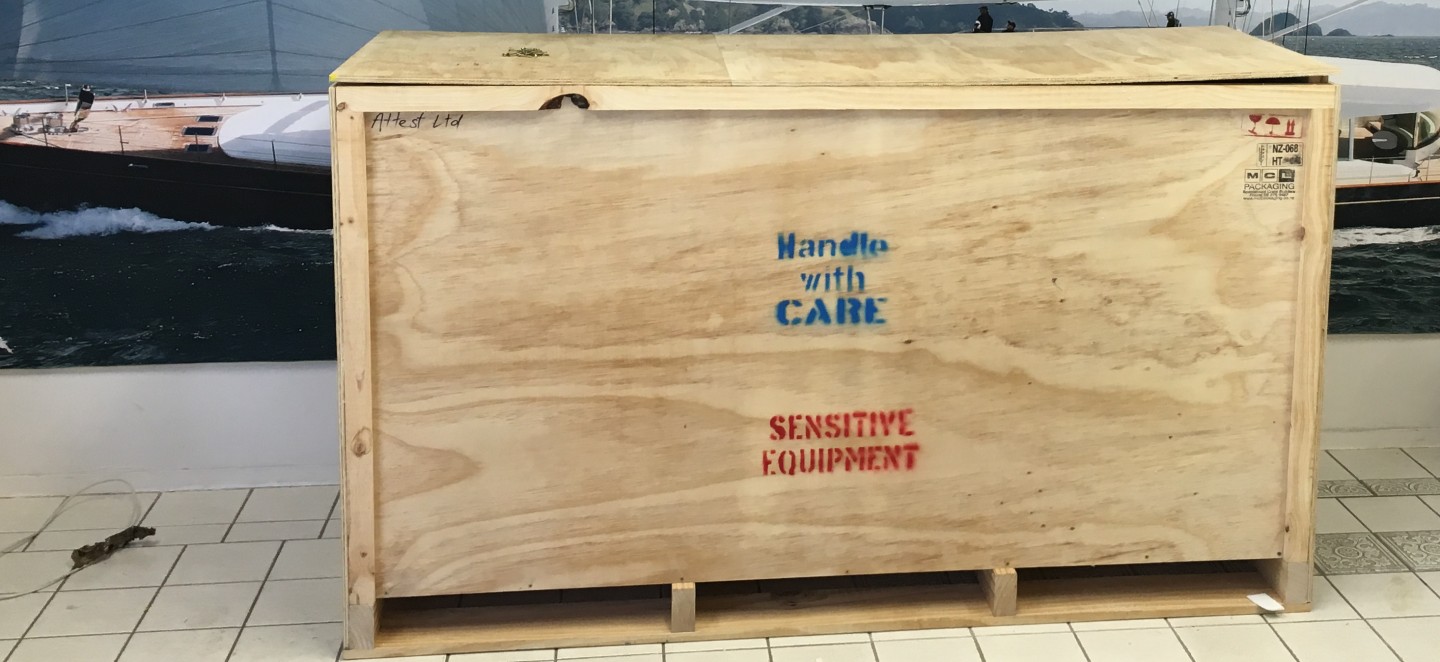 Attest Ltd
NZ-068
HT
MCL
PACKAGING
Handle
with
CARE
SENSITIVE
EQUIPMENT